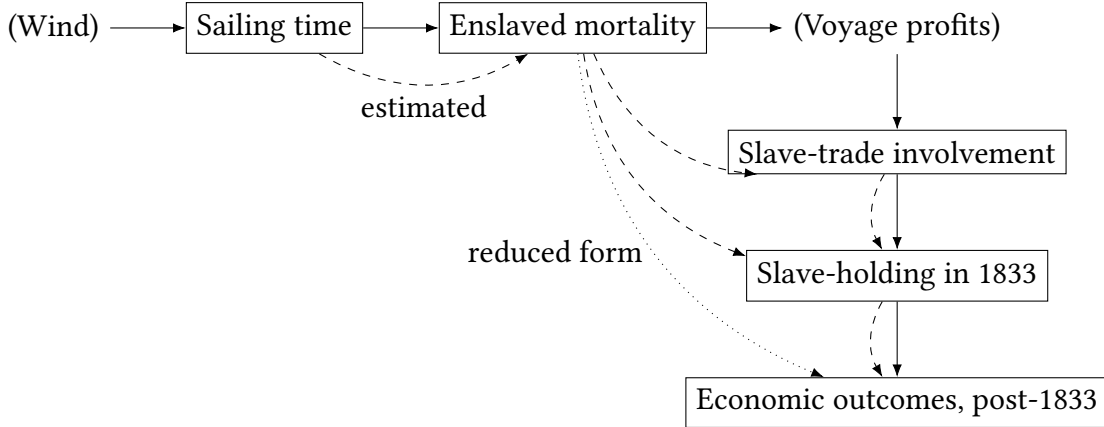 (Wind)
Sailing time
Enslaved mortality
(Voyage profits)
estimated
Slave-trade involvement
reduced form
Slave-holding in 1833
Economic outcomes, post-1833